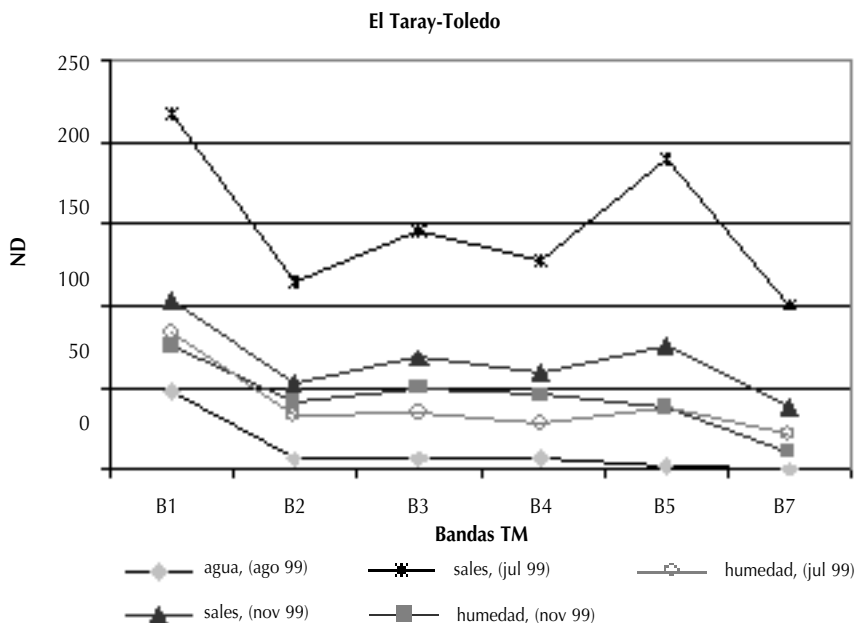 El Taray-Toledo
250
200
150
100
50
0
ND
B1 B2 B3 B4 B5 B7
Bandas TM
agua, (ago 99) sales, (jul 99) humedad, (jul 99)
sales, (nov 99) humedad, (nov 99)